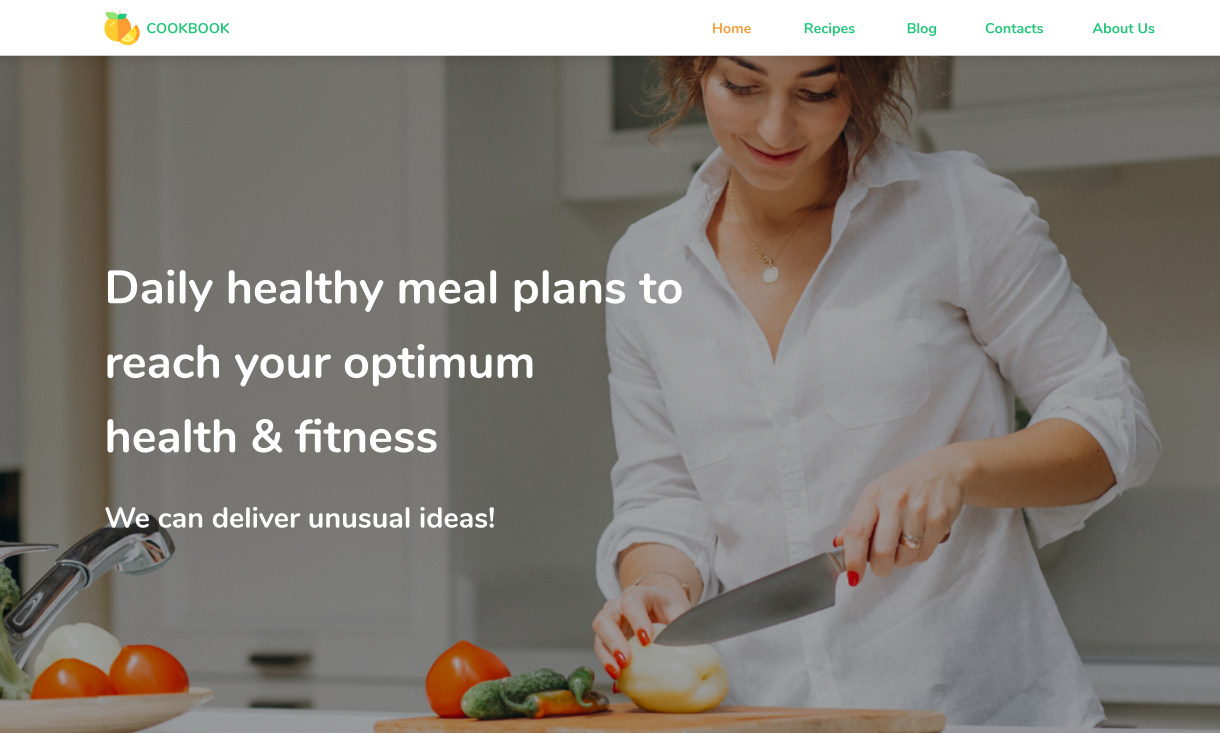 COOKBOOK
Home Recipes Blog Contacts About Us
Daily healthy meal plans to
reach your optimum
health & fitness
We can deliver unusual ideas!